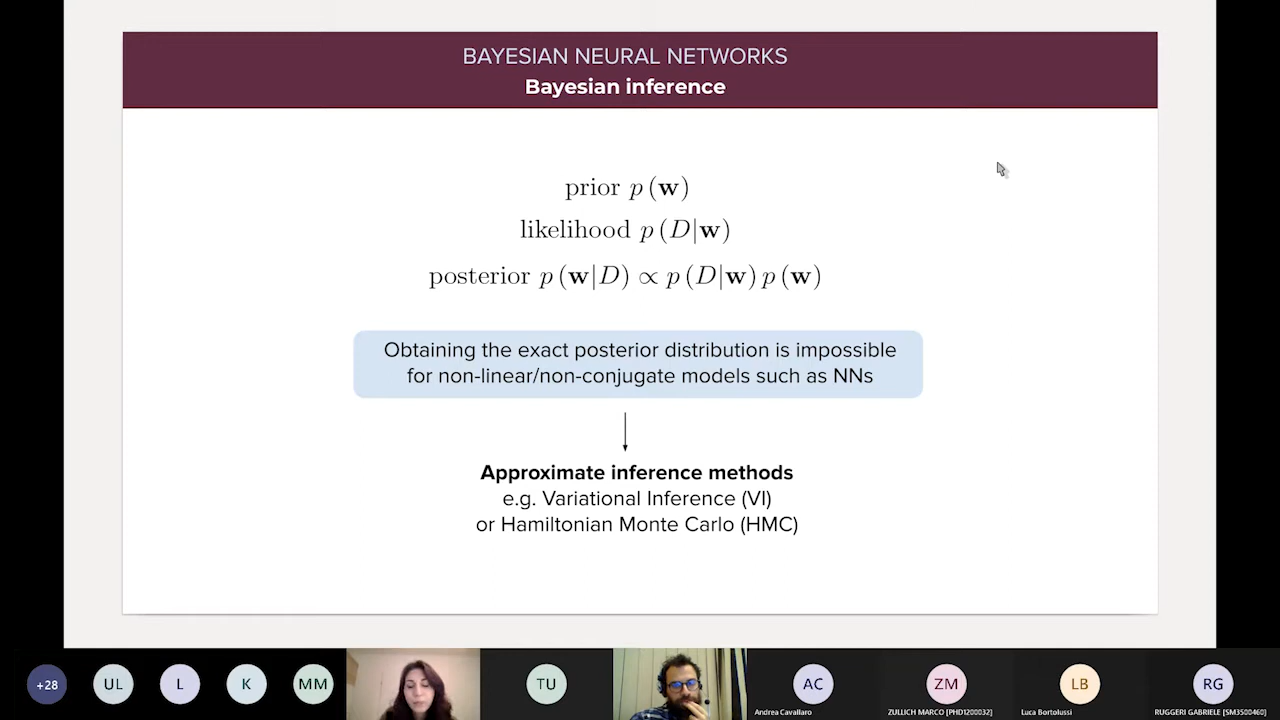 BAYESIAN NEURAL NETWORKS
Bayesian inference
prior p (w)
likelihood p (D|w)
posterior p (w|D) ∝ p (D|w) p (w)
Obtaining the exact posterior distribution is impossible
for non-linear/non-conjugate models such as NNs
Approximate inference methods
e.g. Variational Inference (VI)
or Hamiltonian Monte Carlo (HMC)
+28
UL
L
K
MM
TU
AC
ZM
LB
RG
Andrea Cavallaro
ZULLICH MARCO [PHD1200032]
Luca Bortolussi
RUGGERI GABRIELE [SM3500460]